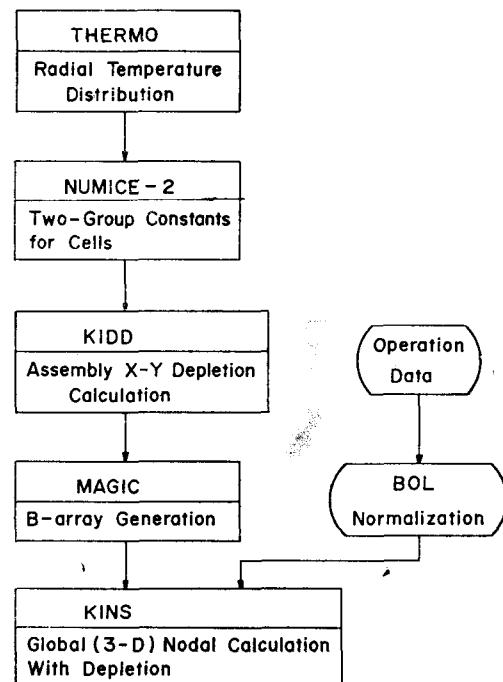 THERMO
Radial Temperature
Distribution
NUMICE-2
Two-Group Constants
for Cells
KIDD
Assembly X-Y Depletion
Calculation
MAGIC
B-array Generation
Operation
Data
BOL
Normalization
KINS
Global (3-D) Nodal Calculation
With Depletion